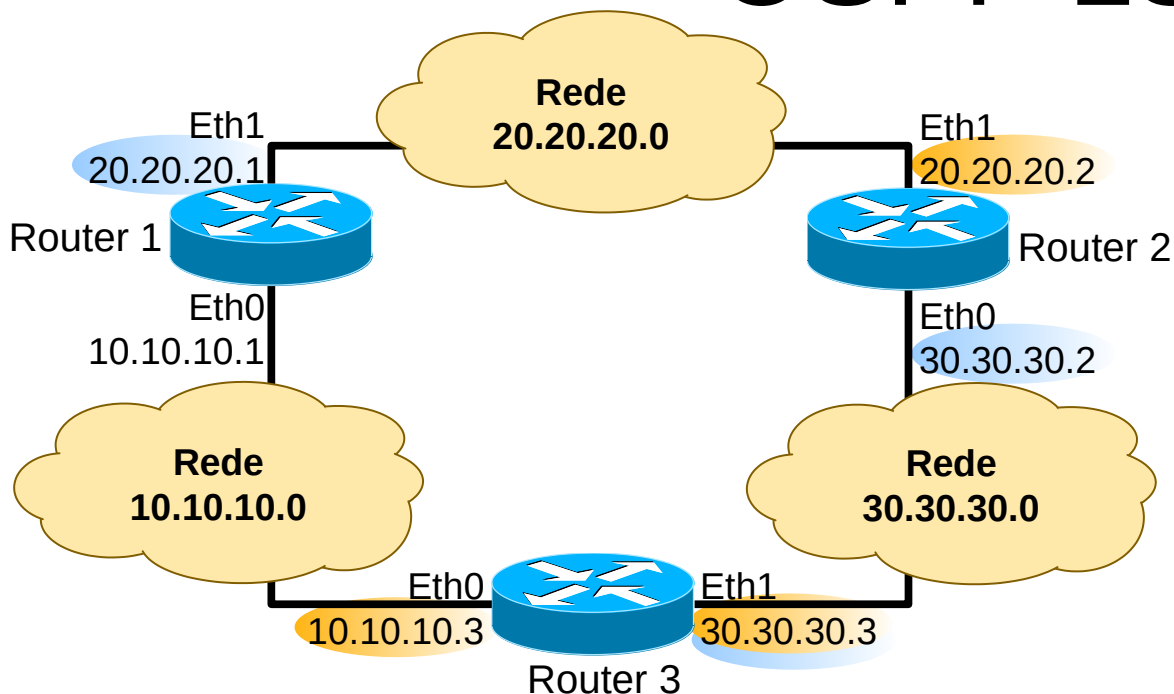 Rede
20.20.20.0
Eth1
20.20.20.1
Router 1
Eth0
10.10.10.1
Eth1
20.20.20.2
Router 2
Eth0
30.30.30.2
Rede
10.10.10.0
Rede
30.30.30.0
Eth0
10.10.10.3
Eth1
30.30.30.3
Router 3